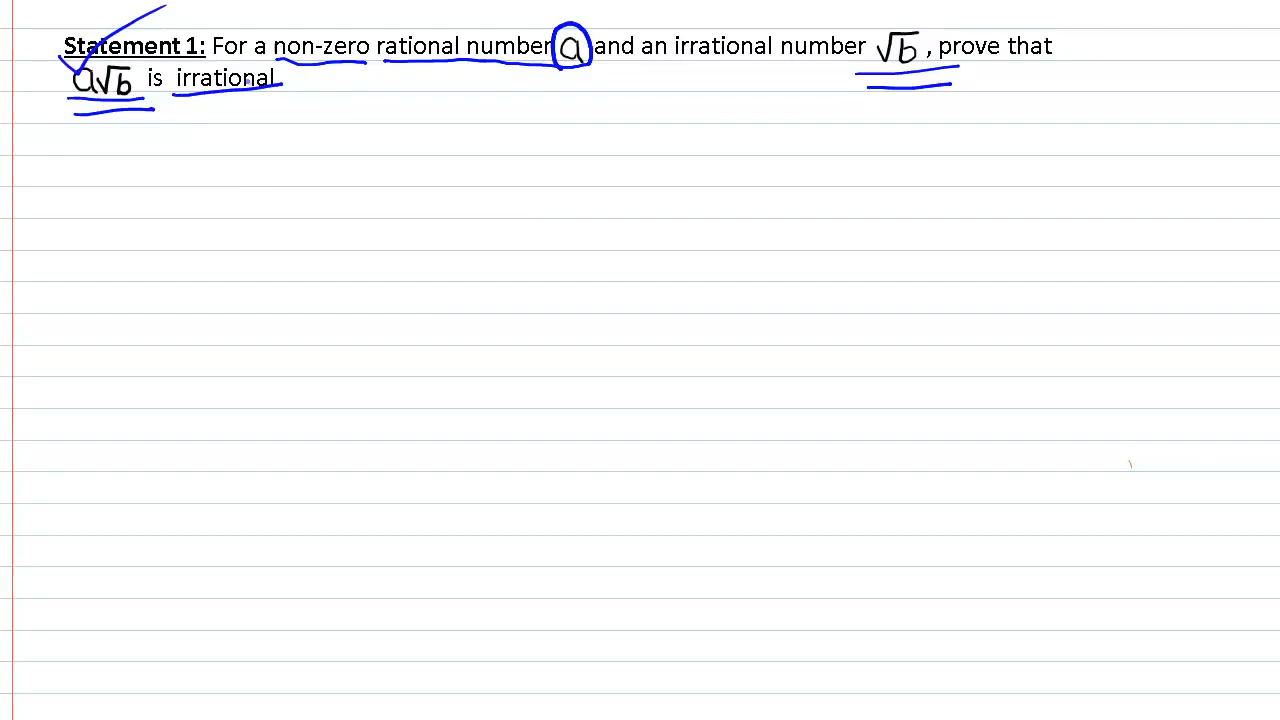 Statement 1: For a non-zero rational number a and an irrational number √b , prove that
a√b is irrational